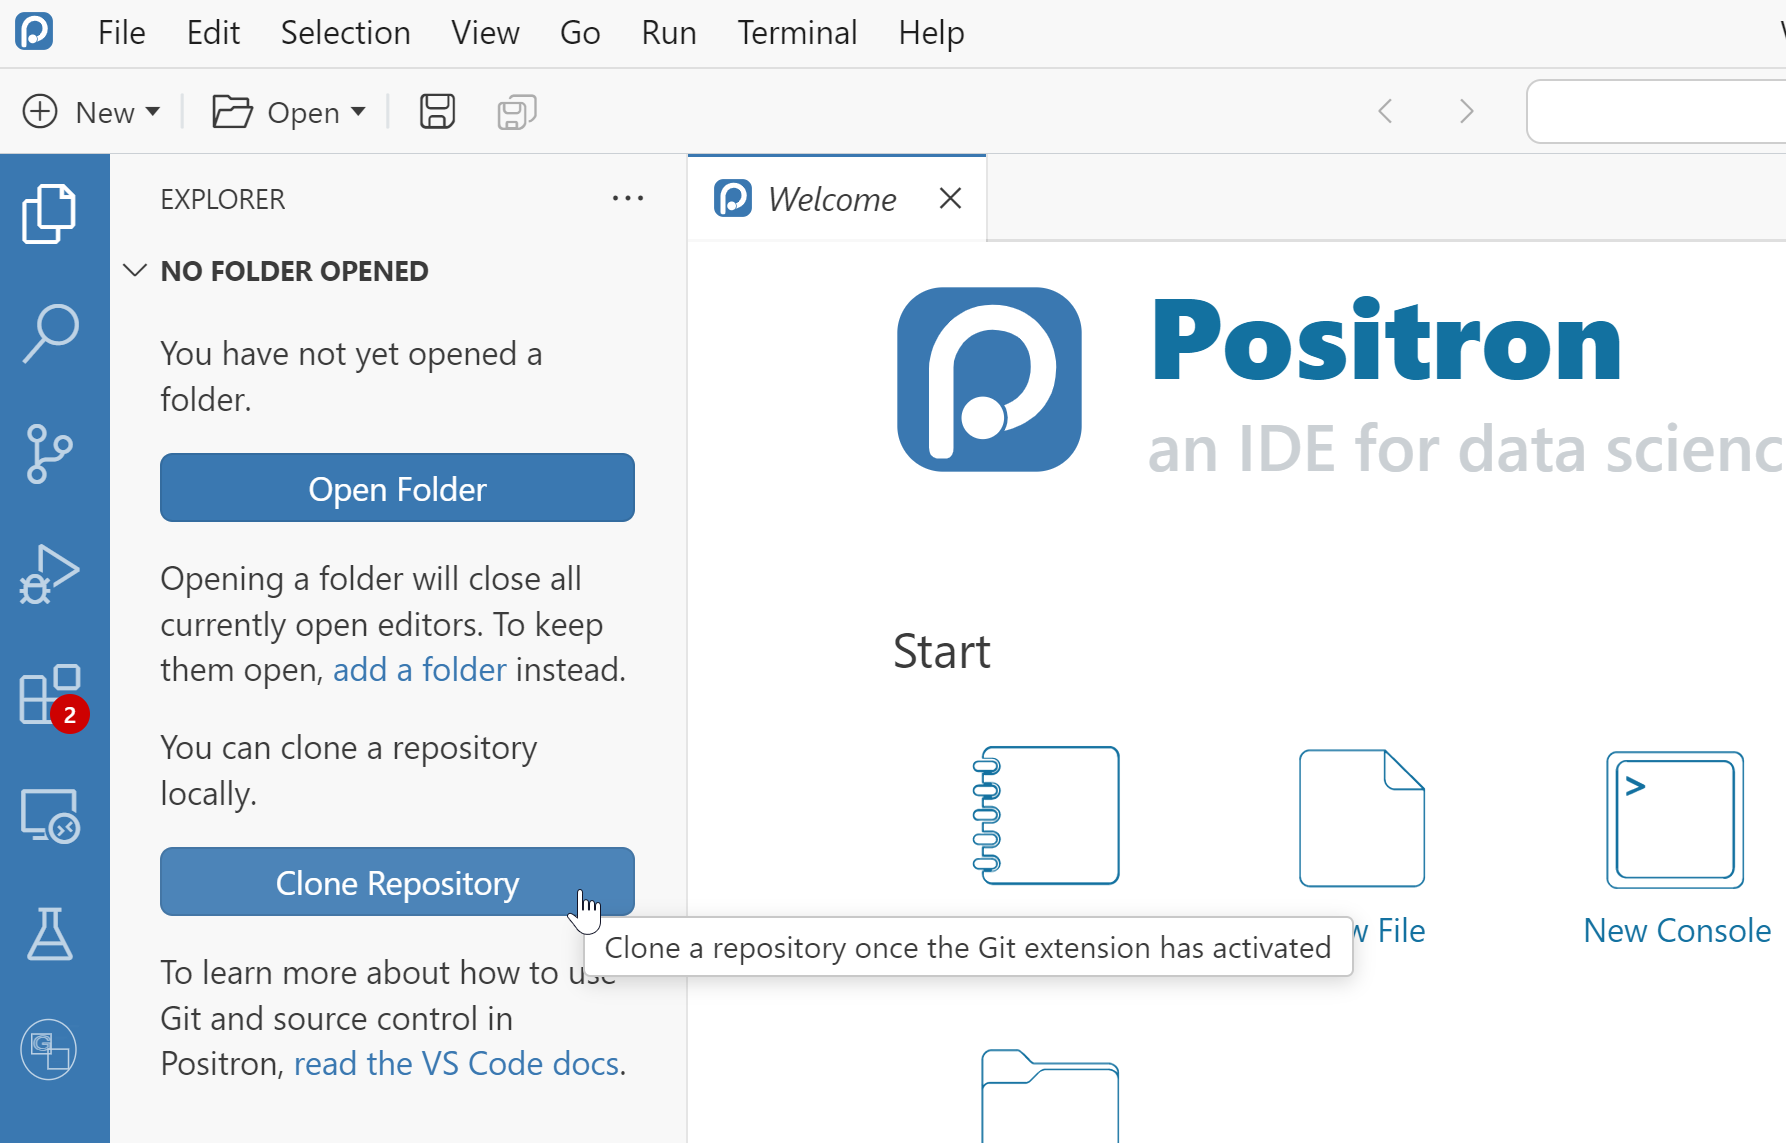 File Edit Selection View Go Run Terminal Help
New Open
EXPLORER
Welcome
NO FOLDER OPENED
You have not yet opened a
folder.
Open Folder
Opening a folder will close all
currently open editors. To keep
them open, add a folder instead.
2
You can clone a repository
locally.
Clone Repository
Clone a repository once the Git extension has activated
To learn more about how to use
Git and source control in
Positron, read the VS Code docs.
Positron
an IDE for data scienc
Start
>
w File
New Console
G